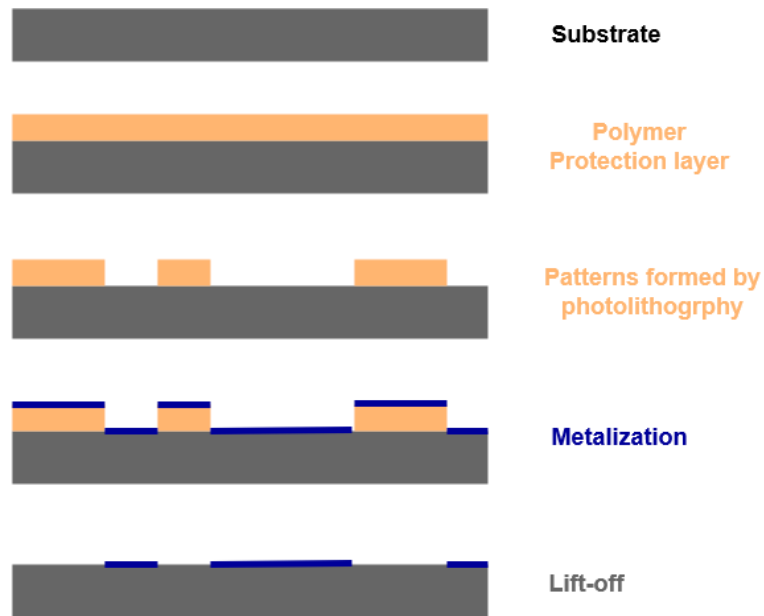 Substrate
Polymer
Protection layer
Patterns formed by
photolithogrphy
Metalization
Lift-off